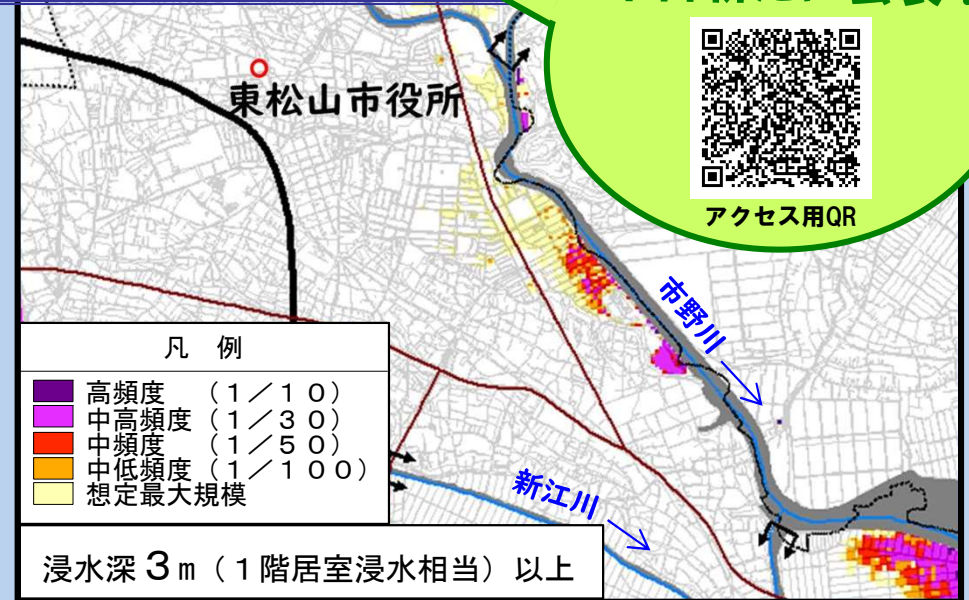 東松山市役所
アクセス用QR
市野川
新江川
凡 例
高頻度 (1/10)
中高頻度 (1/30)
中頻度 (1/50)
中低頻度 (1/100)
想定最大規模
浸水深3m(1階居室浸水相当)以上